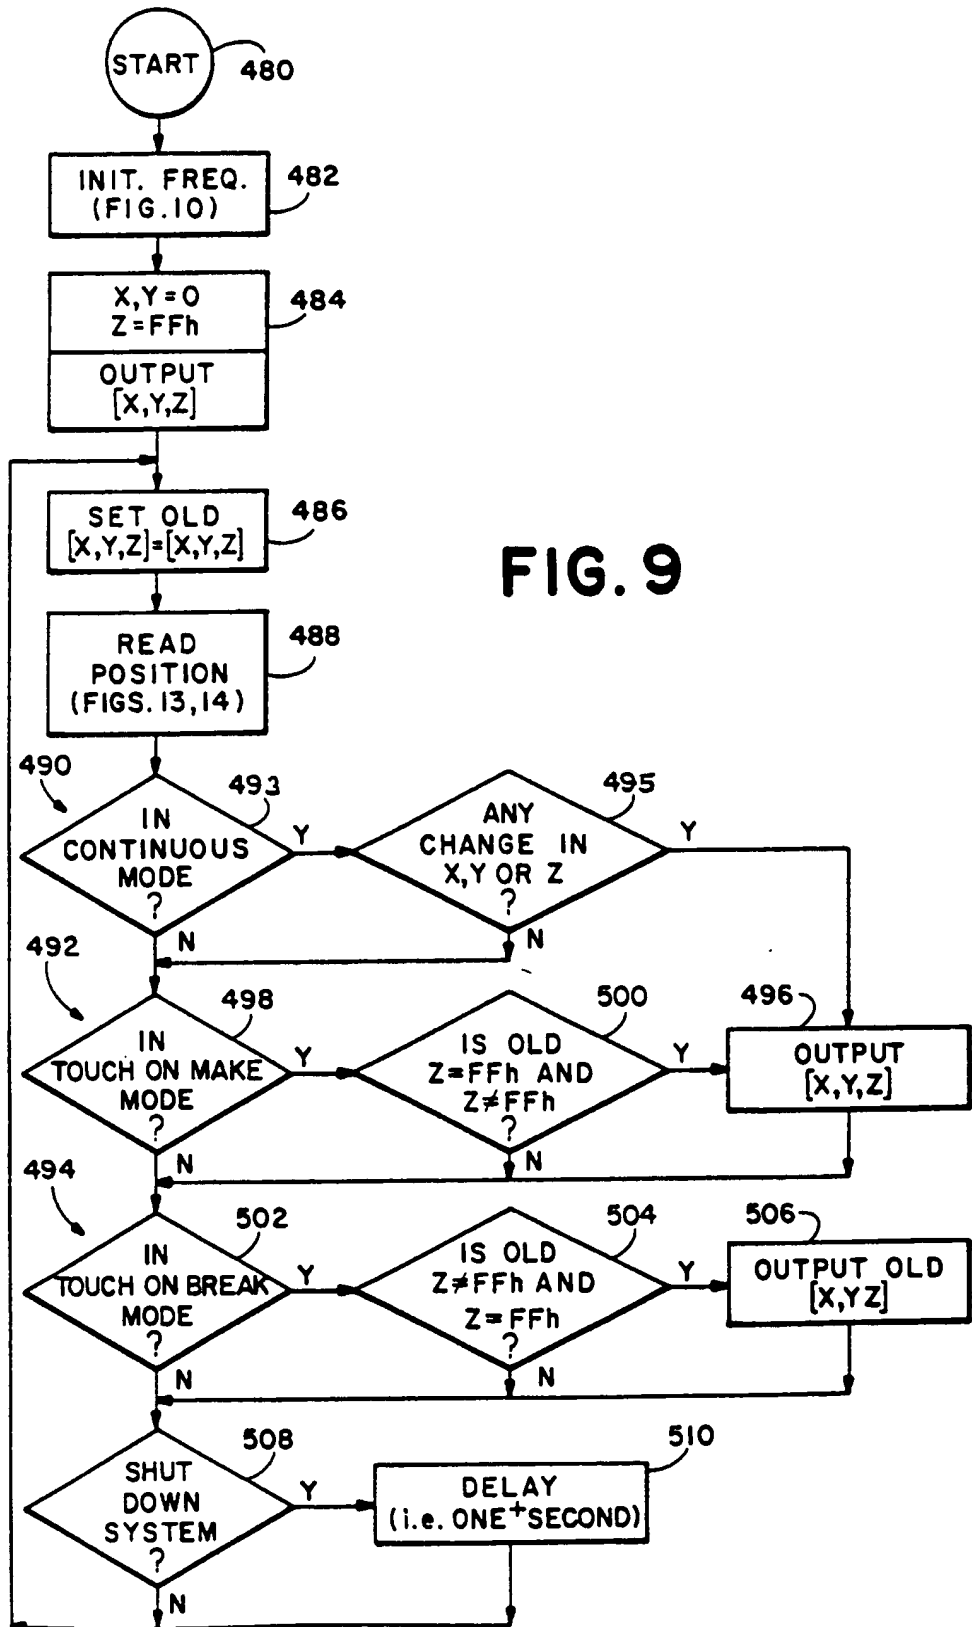 START
480
INIT. FREQ.
(FIG.10)
482
X,Y=0
Z=FFh
484
OUTPUT
[X,Y,Z]
SET OLD
[X,Y,Z]=[X,Y,Z]
486
FIG. 9
READ
POSITION
(FIGS.13,14)
488
490
IN
CONTINUOUS
MODE
?
493
Y
N
ANY
CHANGE IN
X,Y OR Z
?
495
Y
N
492
IN
TOUCH ON MAKE
MODE
?
498
Y
N
IS OLD
Z=FFh AND
Z≠FFh
?
500
Y
N
496
OUTPUT
[X,Y,Z]
494
IN
TOUCH ON BREAK
MODE
?
502
Y
N
IS OLD
Z≠FFh AND
Z=FFh
?
504
Y
N
506
OUTPUT OLD
[X,YZ]
SHUT
DOWN
SYSTEM
?
508
Y
N
DELAY
(i.e. ONE+SECOND)
510